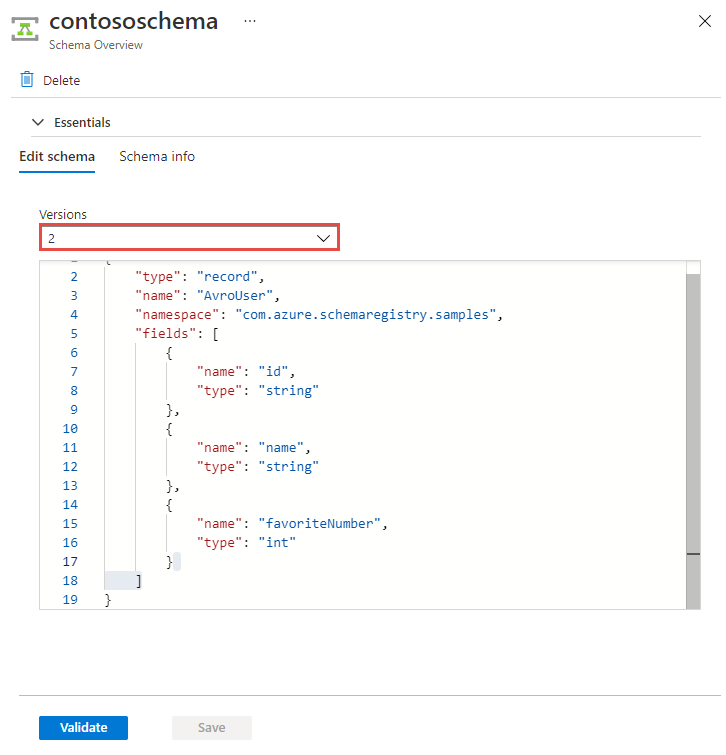 contososchema ...
Schema Overview
Delete
Essentials
Edit schema Schema info
Versions
2
2 "type": "record",
3 "name": "AvroUser",
4 "namespace": "com.azure.schemaregistry.samples",
5 "fields": [
6 {
7 "name": "id",
8 "type": "string"
9 },
10 {
11 "name": "name",
12 "type": "string"
13 },
14 {
15 "name": "favoriteNumber",
16 "type": "int"
17 }
18 ]
19 }
Validate Save